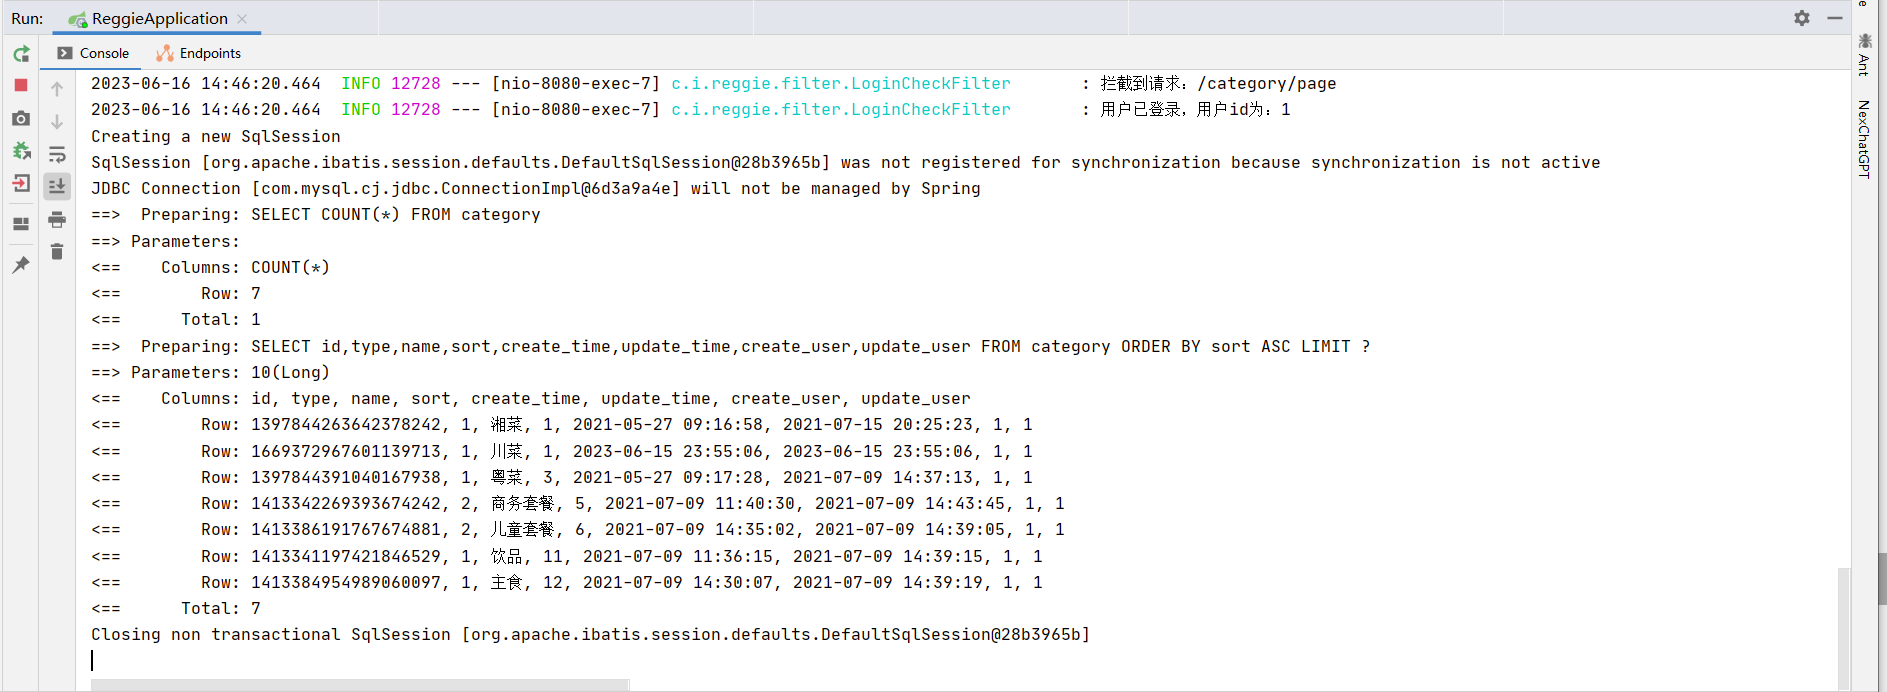 Run: ReggieApplication
Console Endpoints
2023-06-16 14:46:20.464  INFO 12728 --- [nio-8080-exec-7] c.i.reggie.filter.LoginCheckFilter       : 拦截到请求：/category/page
2023-06-16 14:46:20.464  INFO 12728 --- [nio-8080-exec-7] c.i.reggie.filter.LoginCheckFilter       : 用户已登录，用户id为：1
Creating a new SqlSession
SqlSession [org.apache.ibatis.session.defaults.DefaultSqlSession@28b3965b] was not registered for synchronization because synchronization is not active
JDBC Connection [com.mysql.cj.jdbc.ConnectionImpl@6d3a9a4e] will not be managed by Spring
==>  Preparing: SELECT COUNT(*) FROM category
==> Parameters:
<==    Columns: COUNT(*)
<==        Row: 7
<==      Total: 1
==>  Preparing: SELECT id,type,name,sort,create_time,update_time,create_user,update_user FROM category ORDER BY sort ASC LIMIT ?
==> Parameters: 10(Long)
<==    Columns: id, type, name, sort, create_time, update_time, create_user, update_user
<==        Row: 1397844263642378242, 1, 湘菜, 1, 2021-05-27 09:16:58, 2021-07-15 20:25:23, 1, 1
<==        Row: 1669372967601139713, 1, 川菜, 1, 2023-06-15 23:55:06, 2023-06-15 23:55:06, 1, 1
<==        Row: 1397844391040167938, 1, 粤菜, 3, 2021-05-27 09:17:28, 2021-07-09 14:37:13, 1, 1
<==        Row: 1413342269393674242, 2, 商务套餐, 5, 2021-07-09 11:40:30, 2021-07-09 14:43:45, 1, 1
<==        Row: 1413386191767674881, 2, 儿童套餐, 6, 2021-07-09 14:35:02, 2021-07-09 14:39:05, 1, 1
<==        Row: 1413341197421846529, 1, 饮品, 11, 2021-07-09 11:36:15, 2021-07-09 14:39:15, 1, 1
<==        Row: 1413384954989060097, 1, 主食, 12, 2021-07-09 14:30:07, 2021-07-09 14:39:19, 1, 1
<==      Total: 7
Closing non transactional SqlSession [org.apache.ibatis.session.defaults.DefaultSqlSession@28b3965b]
Ant
NexChatGPT